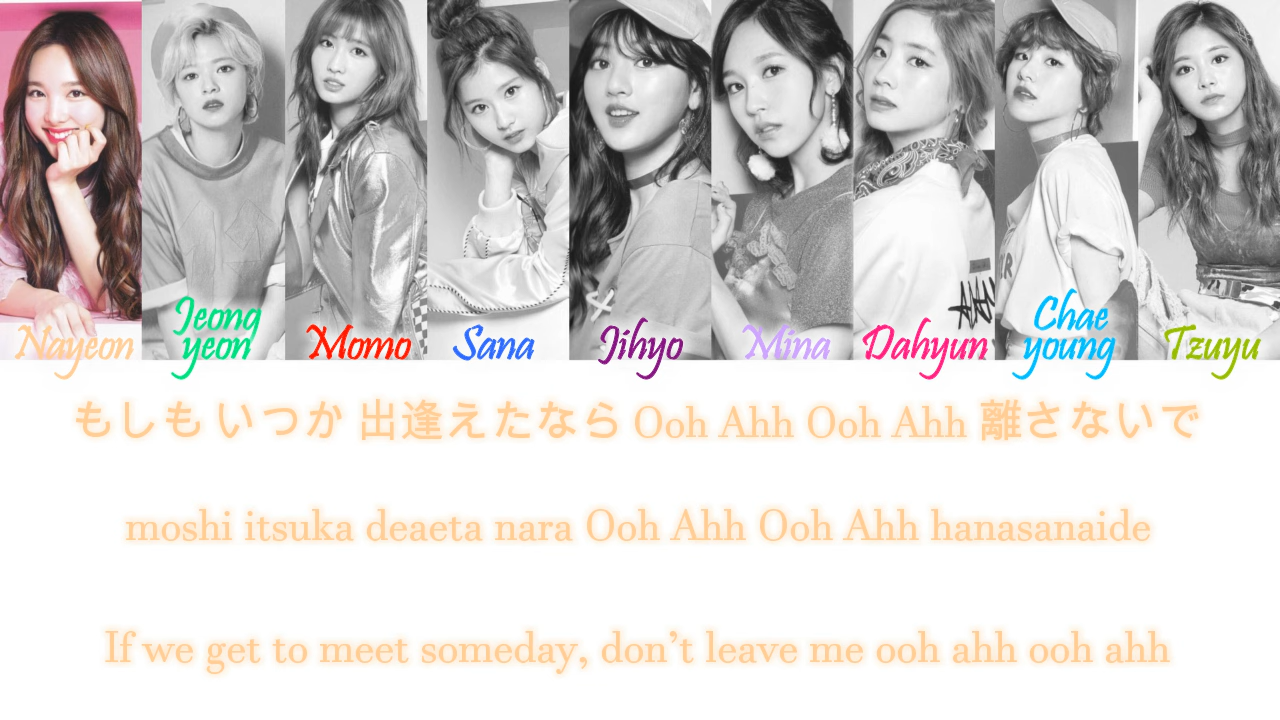 Nayeon
Jeong
yeon
Momo
Sana
Jihyo
Mina
Dahyun
Chae
young
Tzuyu
もしも いつか 出逢えたなら Ooh Ahh Ooh Ahh 離さないで
moshi itsuka deaeta nara Ooh Ahh Ooh Ahh hanasanaide
If we get to meet someday, don't leave me ooh ahh ooh ahh